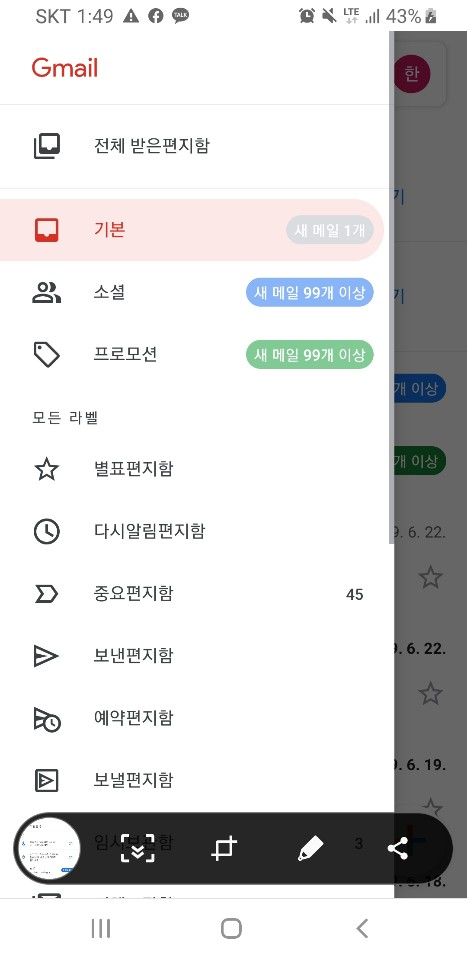 SKT 1:49 TALK LTE 43%
Gmail
한
전체 받은편지함
기
기본 새 메일 1개
소셜 새 메일 99개 이상
기
프로모션 새 메일 99개 이상
개 이상
모든 라벨
개 이상
별표편지함
다시알림편지함
9. 6. 22.
중요편지함 45
보낸편지함
9. 6. 22.
예약편지함
보낼편지함
9. 6. 19.
임시보관함 3
9. 6. 18.